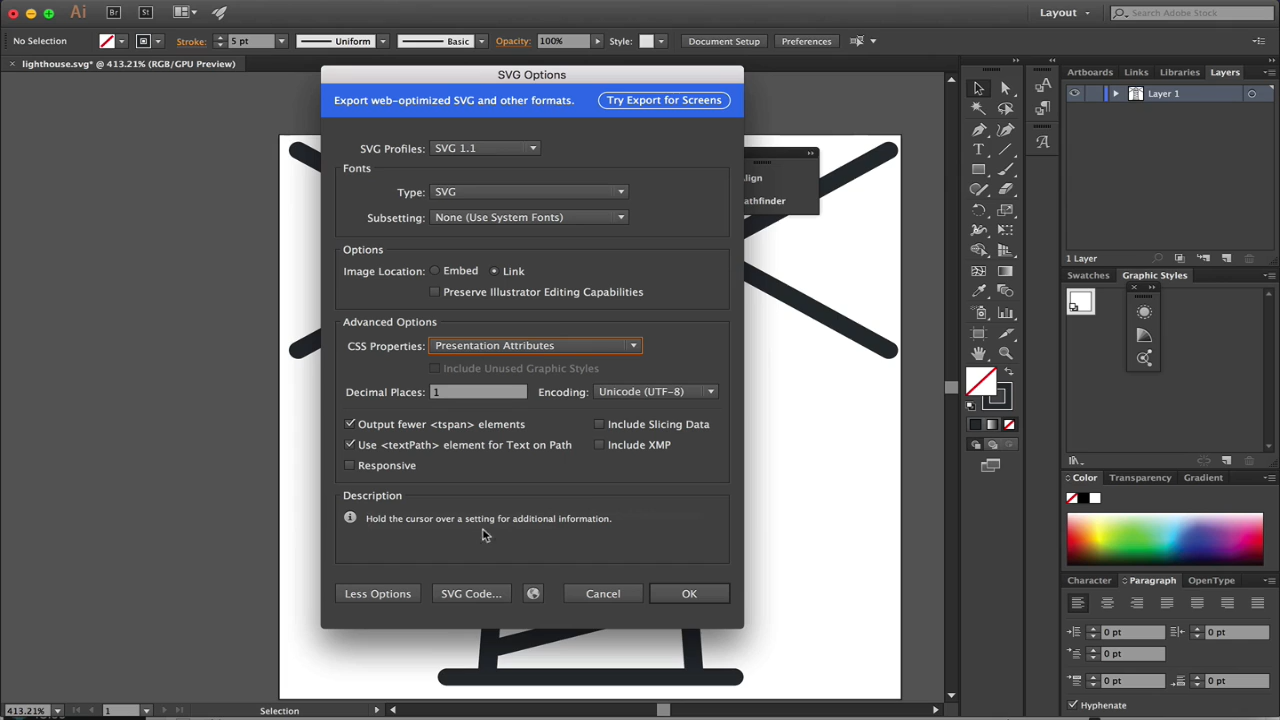 Ai Br St Layout Search Adobe Stock
No Selection Stroke: 5 pt Uniform Basic Opacity: 100% Style: Document Setup Preferences
lighthouse.svg* @ 413.21% (RGB/GPU Preview)
SVG Options
Export web-optimized SVG and other formats. Try Export for Screens
SVG Profiles: SVG 1.1
Fonts
Type: SVG
Subsetting: None (Use System Fonts)
Options
Image Location: Embed Link
Preserve Illustrator Editing Capabilities
Advanced Options
CSS Properties: Presentation Attributes
Include Unused Graphic Styles
Decimal Places: 1 Encoding: Unicode (UTF-8)
Output fewer <tspan> elements Include Slicing Data
Use <textPath> element for Text on Path Include XMP
Responsive
Description
Hold the cursor over a setting for additional information.
Less Options SVG Code... Cancel OK
lign
athfinder
Artboards Links Libraries Layers
Layer 1
1 Layer
Swatches Graphic Styles
Color Transparency Gradient
Character Paragraph OpenType
0 pt 0 pt
0 pt
0 pt 0 pt
Hyphenate
413.21% 1 Selection